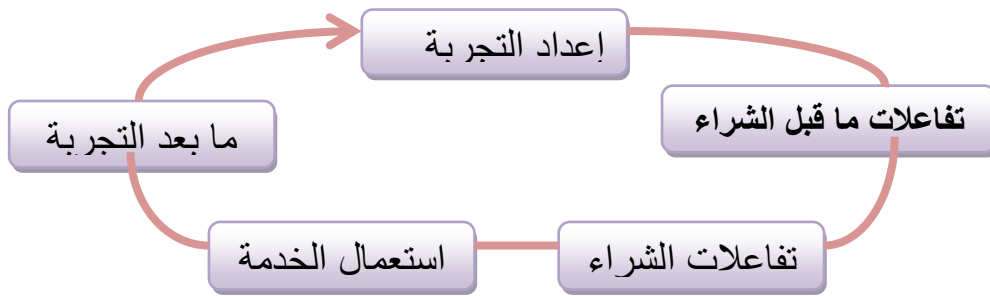 إعداد التجربة
تفاعلات ما قبل الشراء
تفاعلات الشراء
استعمال الخدمة
ما بعد التجربة